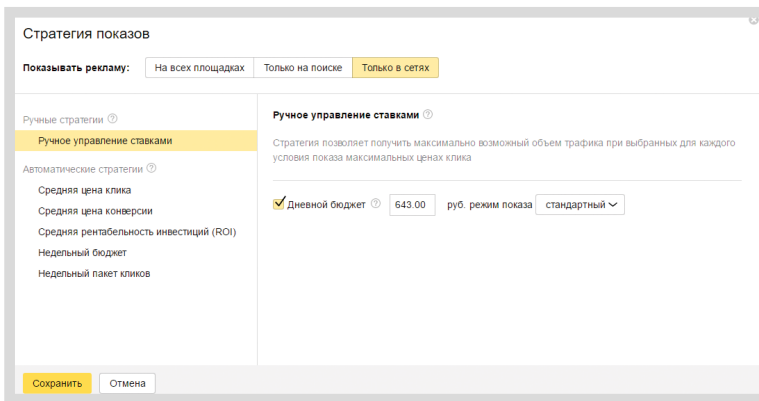 Стратегия показов
Показывать рекламу: На всех площадках Только на поиске Только в сетях
Ручные стратегии ?
Ручное управление ставками
Автоматические стратегии ?
Средняя цена клика
Средняя цена конверсии
Средняя рентабельность инвестиций (ROI)
Недельный бюджет
Недельный пакет кликов
Ручное управление ставками ?
Стратегия позволяет получить максимально возможный объем трафика при выбранных для каждого
условия показа максимальных ценах клика
Дневной бюджет ? 643.00 руб. режим показа стандартный
Сохранить Отмена